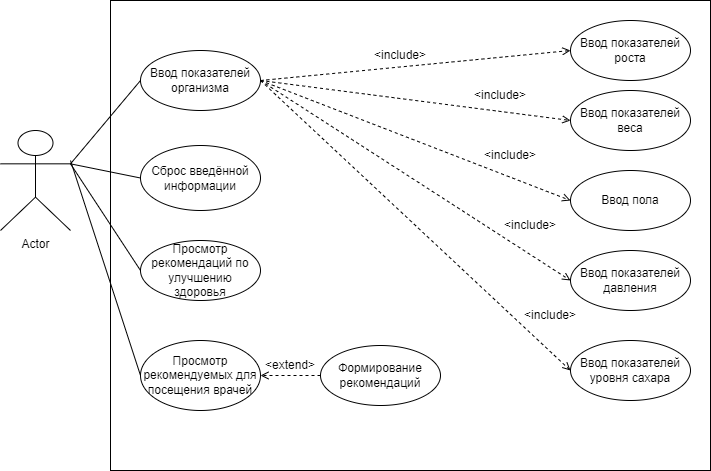 Ввод показателей
организма
<include>
Ввод показателей
роста
<include>
Ввод показателей
веса
<include>
Ввод пола
<include>
Ввод показателей
давления
<include>
Ввод показателей
уровня сахара
Actor
Сброс введённой
информации
Просмотр
рекомендаций по
улучшению
здоровья
Просмотр
рекомендуемых для
посещения врачей
<extend>
Формирование
рекомендаций